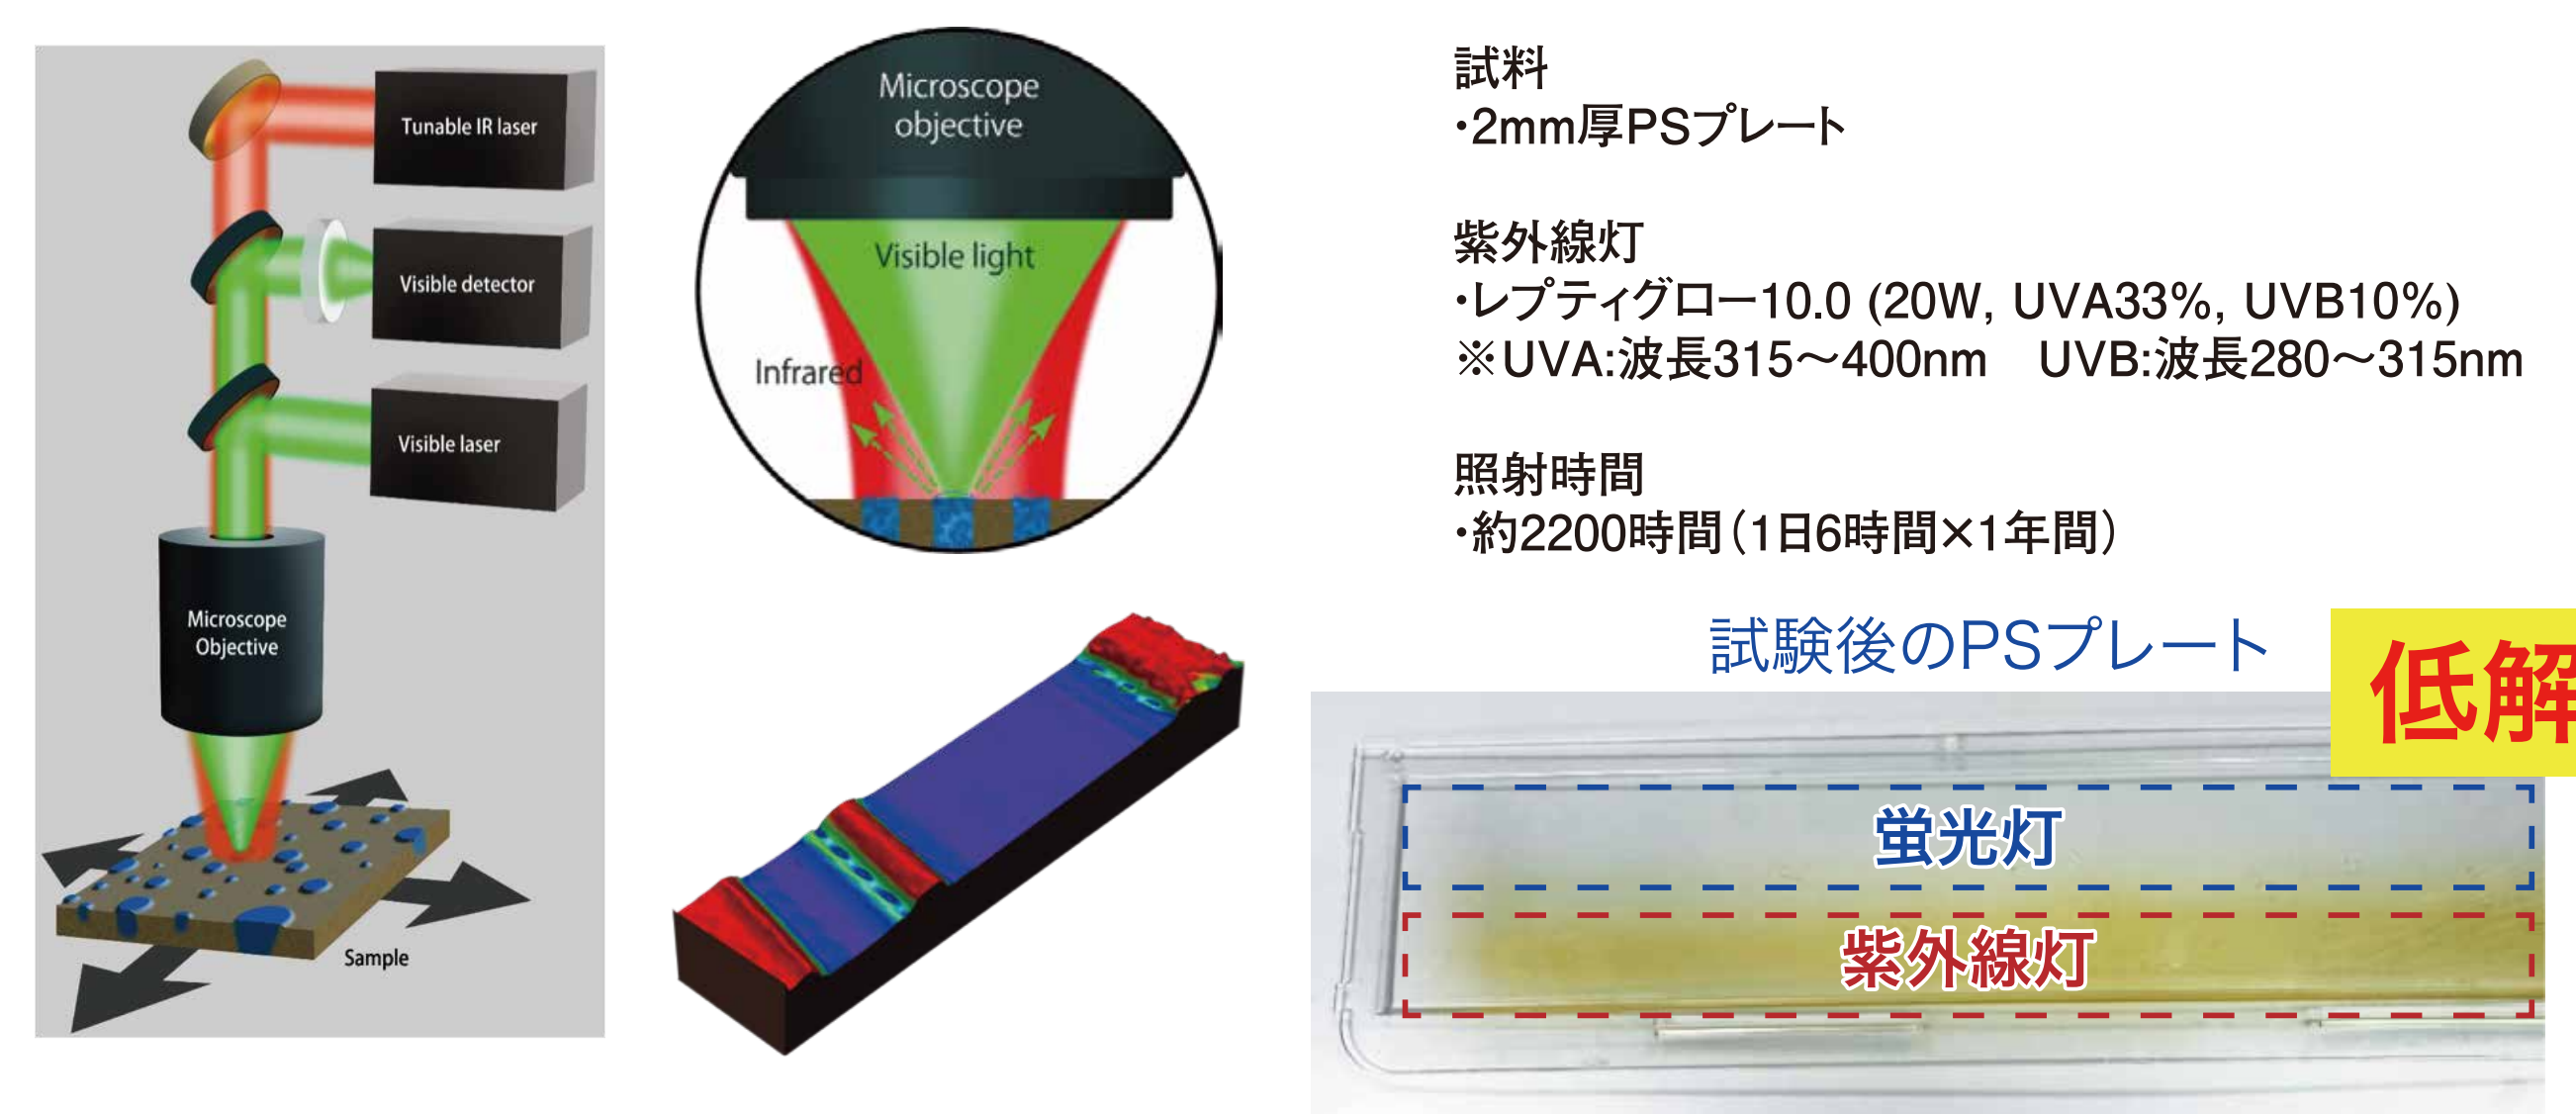 Tunable IR laser
Visible detector
Visible laser
Microscope
Objective
Sample
Microscope
objective
Visible light
Infrared
試料
・2mm厚PSプレート
紫外線灯
・レプティグロー10.0 (20W, UVA33%, UVB10%)
※UVA:波長315～400nm　UVB:波長280～315nm
照射時間
・約2200時間（1日6時間×1年間）
試験後のPSプレート
低解
蛍光灯
紫外線灯